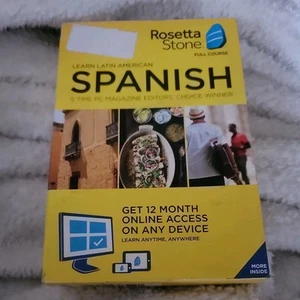 Rosetta
Stone
FULL COURSE
LEARN LATIN AMERICAN
SPANISH
5 TIME PC MAGAZINE EDITORS' CHOICE WINNER
GET 12 MONTH
ONLINE ACCESS
ON ANY DEVICE
LEARN ANYTIME, ANYWHERE
MORE
INSIDE